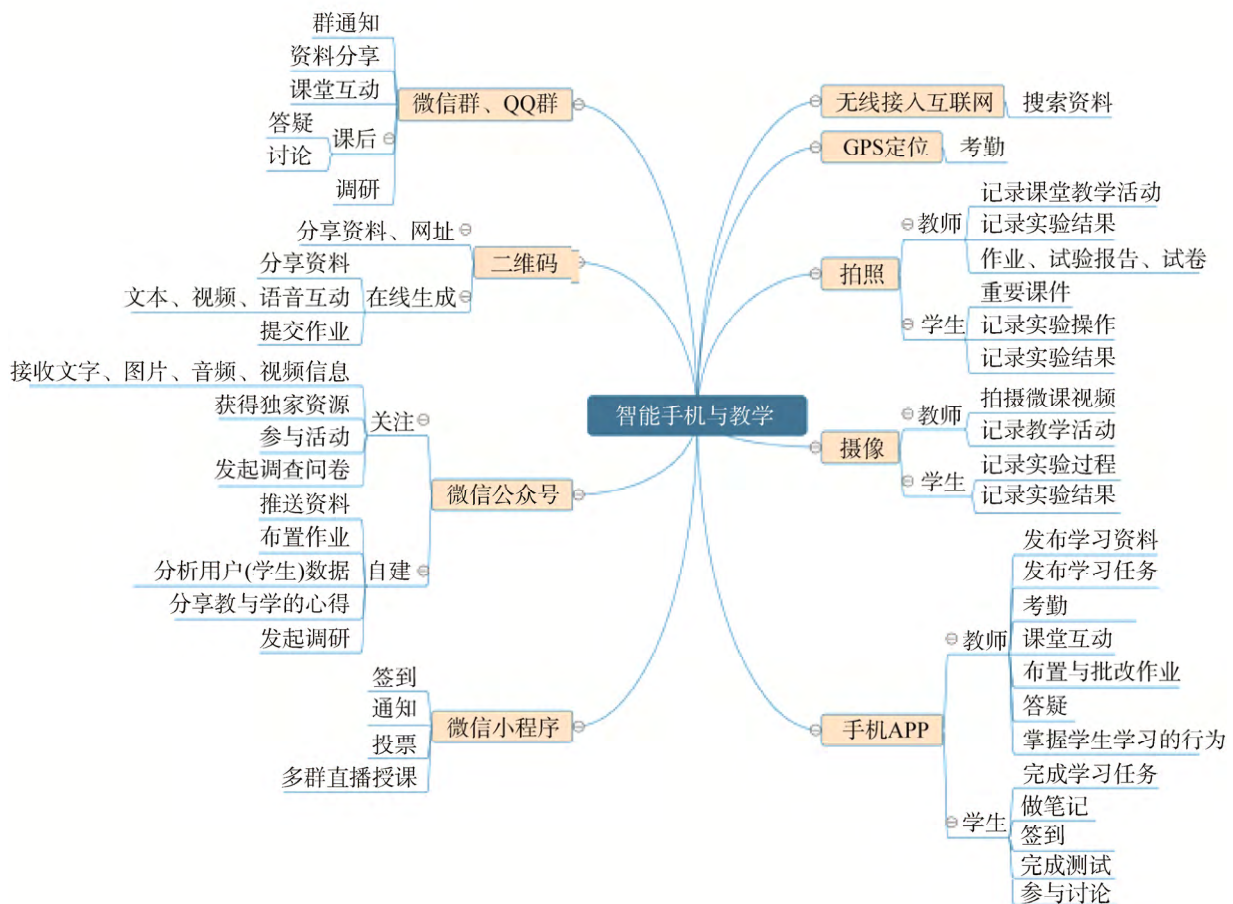 智能手机与教学
微信群、QQ群
群通知
资料分享
课堂互动
课后
答疑
讨论
调研
二维码
分享资料、网址
在线生成
分享资料
文本、视频、语音互动
提交作业
微信公众号
关注
接收文字、图片、音频、视频信息
获得独家资源
参与活动
发起调查问卷
自建
推送资料
布置作业
分析用户(学生)数据
分享教与学的心得
发起调研
微信小程序
签到
通知
投票
多群直播授课
无线接入互联网
搜索资料
GPS定位
考勤
拍照
教师
记录课堂教学活动
记录实验结果
作业、试验报告、试卷
学生
重要课件
记录实验操作
记录实验结果
摄像
教师
拍摄微课视频
记录教学活动
学生
记录实验过程
记录实验结果
手机APP
教师
发布学习资料
发布学习任务
考勤
课堂互动
布置与批改作业
答疑
掌握学生学习的行为
学生
完成学习任务
做笔记
签到
完成测试
参与讨论